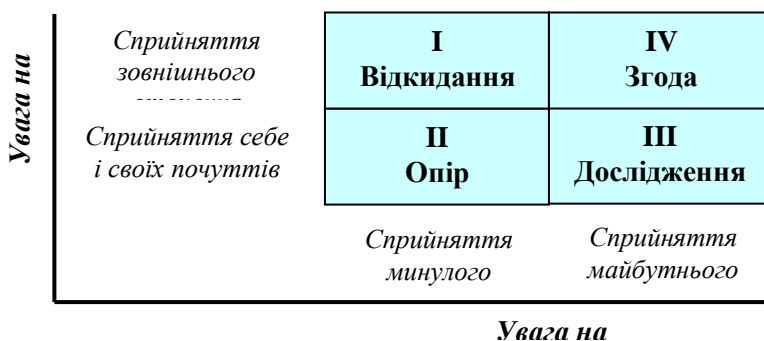 Увага на
Сприйняття
зовнішнього
I
Відкидання
IV
Згода
Сприйняття себе
і своїх почуттів
II
Опір
III
Дослідження
Сприйняття
минулого
Сприйняття
майбутнього
Увага на